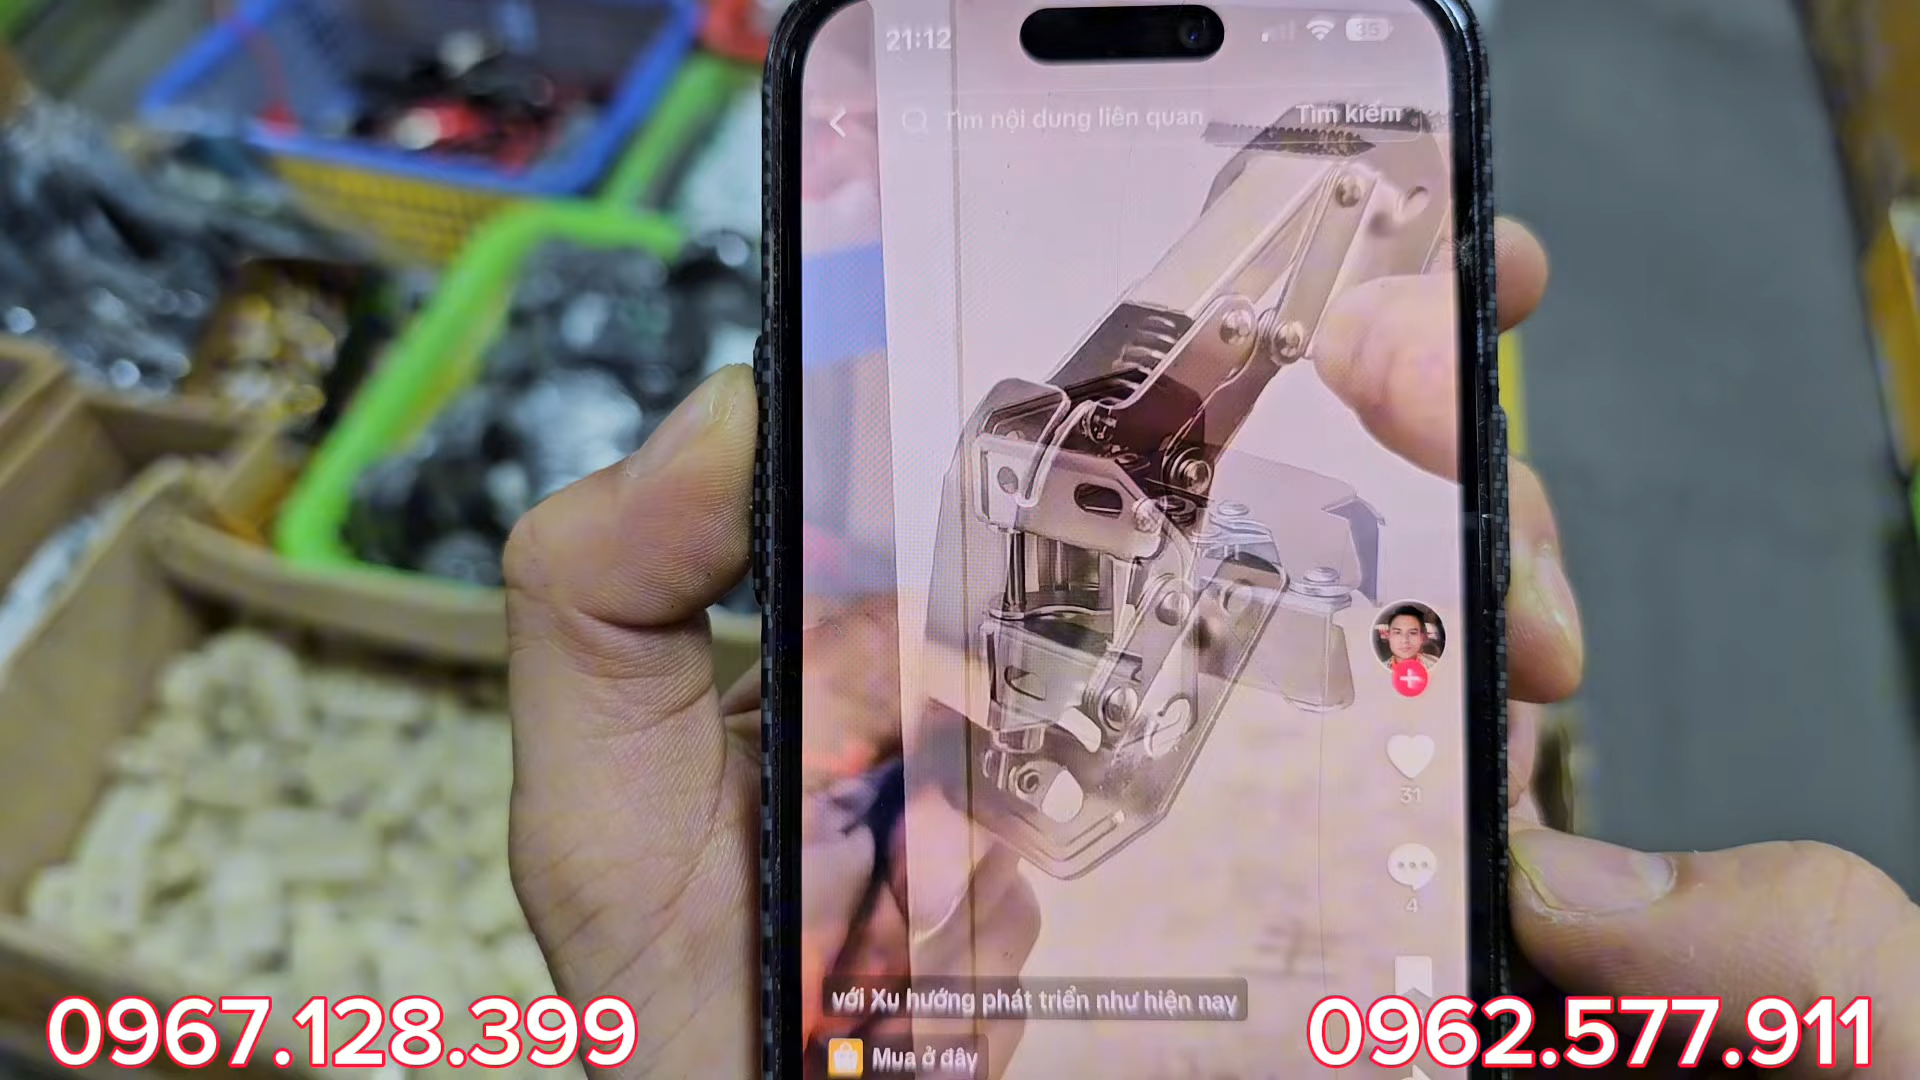 21:12
35
Tìm nội dung liên quan
Tìm kiếm
31
4
với Xu hướng phát triển như hiện nay
Mua ở đây
0967.128.399
0962.577.911